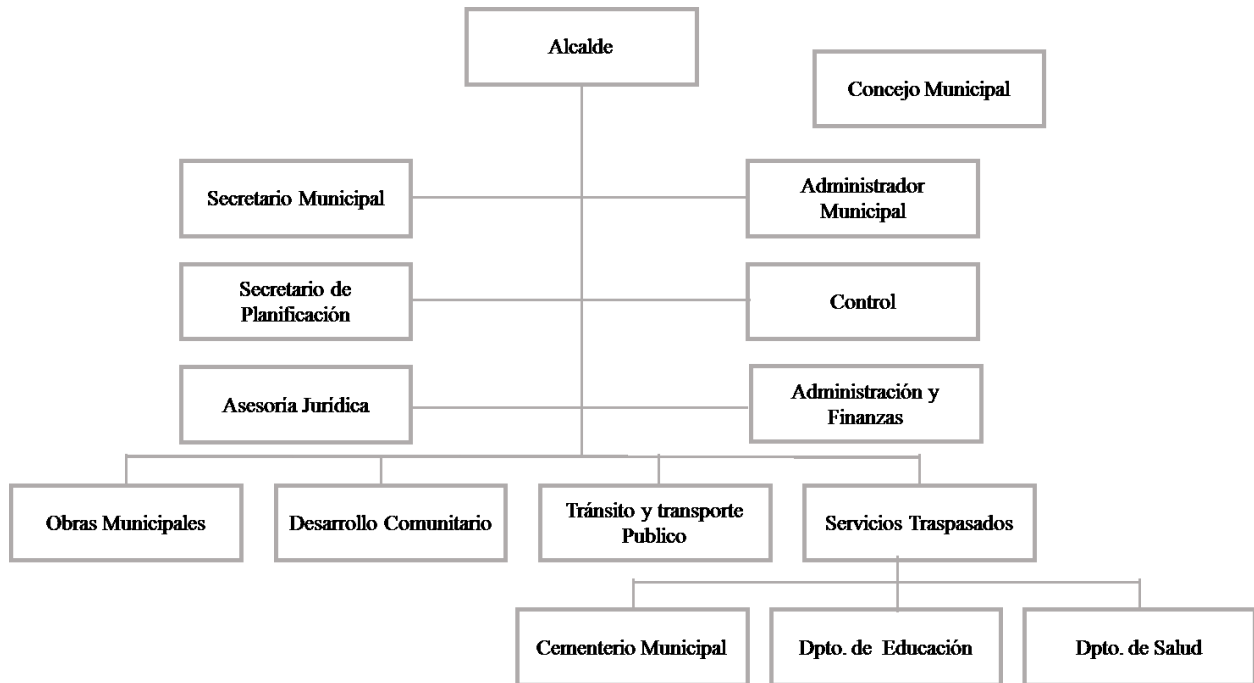 Alcalde
Concejo Municipal
Secretario Municipal
Administrador
Municipal
Secretario de
Planificación
Control
Asesoría Jurídica
Administración y
Finanzas
Obras Municipales
Desarrollo Comunitario
Tránsito y transporte
Publico
Servicios Traspasados
Cementerio Municipal
Dpto. de Educación
Dpto. de Salud